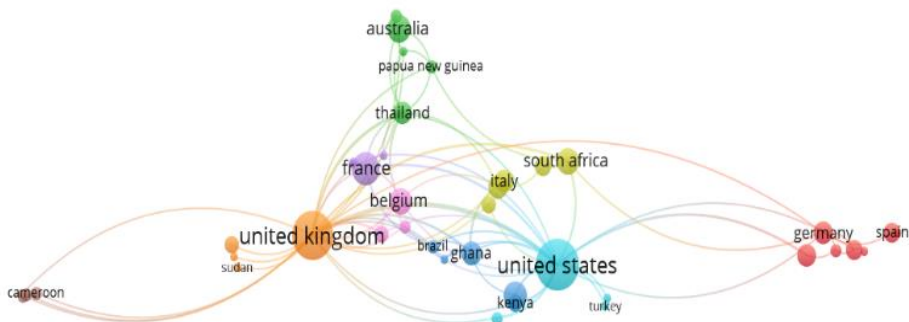 australia
papua new guinea
thailand
france
south africa
italy
belgium
united kingdom
germany
spain
brazil
ghana
sudan
united states
cameroon
kenya
turkey